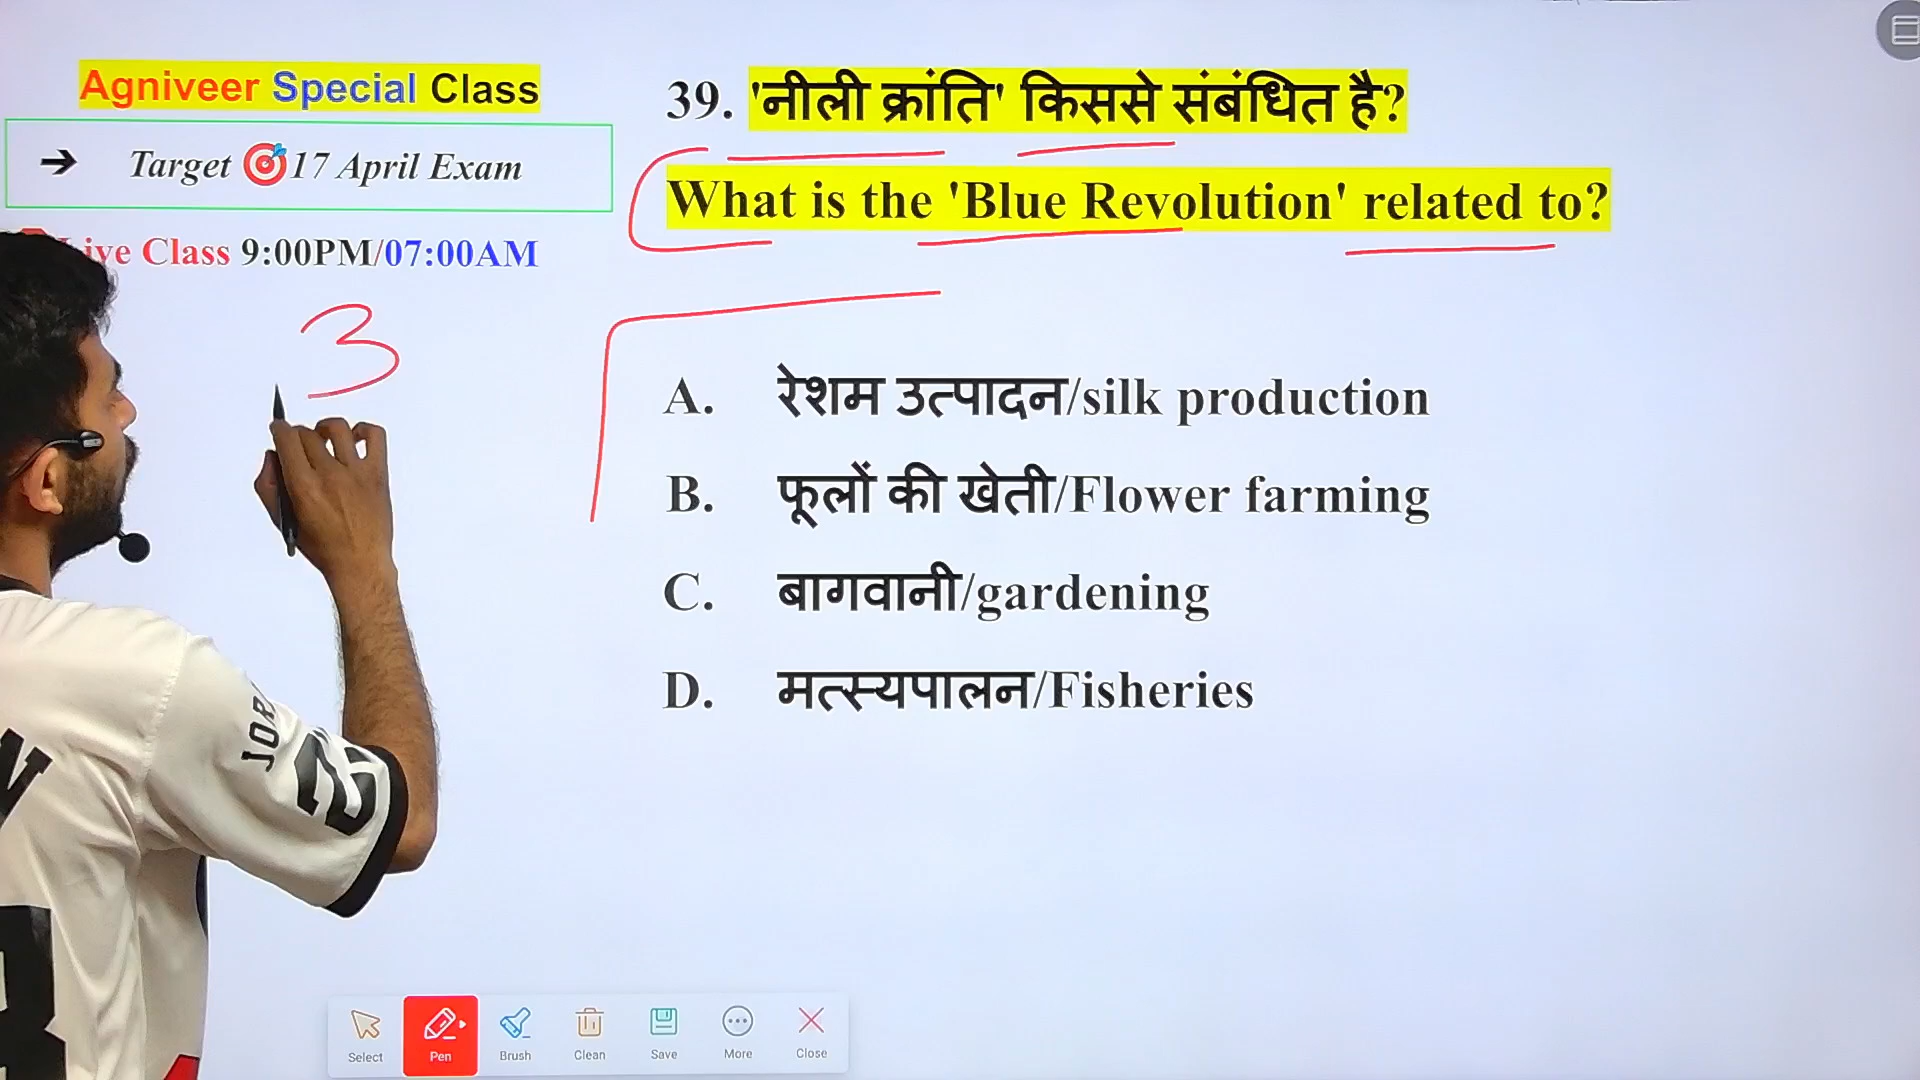 Agniveer Special Class
→ Target 17 April Exam
Live Class 9:00PM/07:00AM
3
39. 'नीली क्रांति' किससे संबंधित है?
What is the 'Blue Revolution' related to?
A. रेशम उत्पादन/silk production
B. फूलों की खेती/Flower farming
C. बागवानी/gardening
D. मत्स्यपालन/Fisheries
Select Pen Brush Clean Save More Close